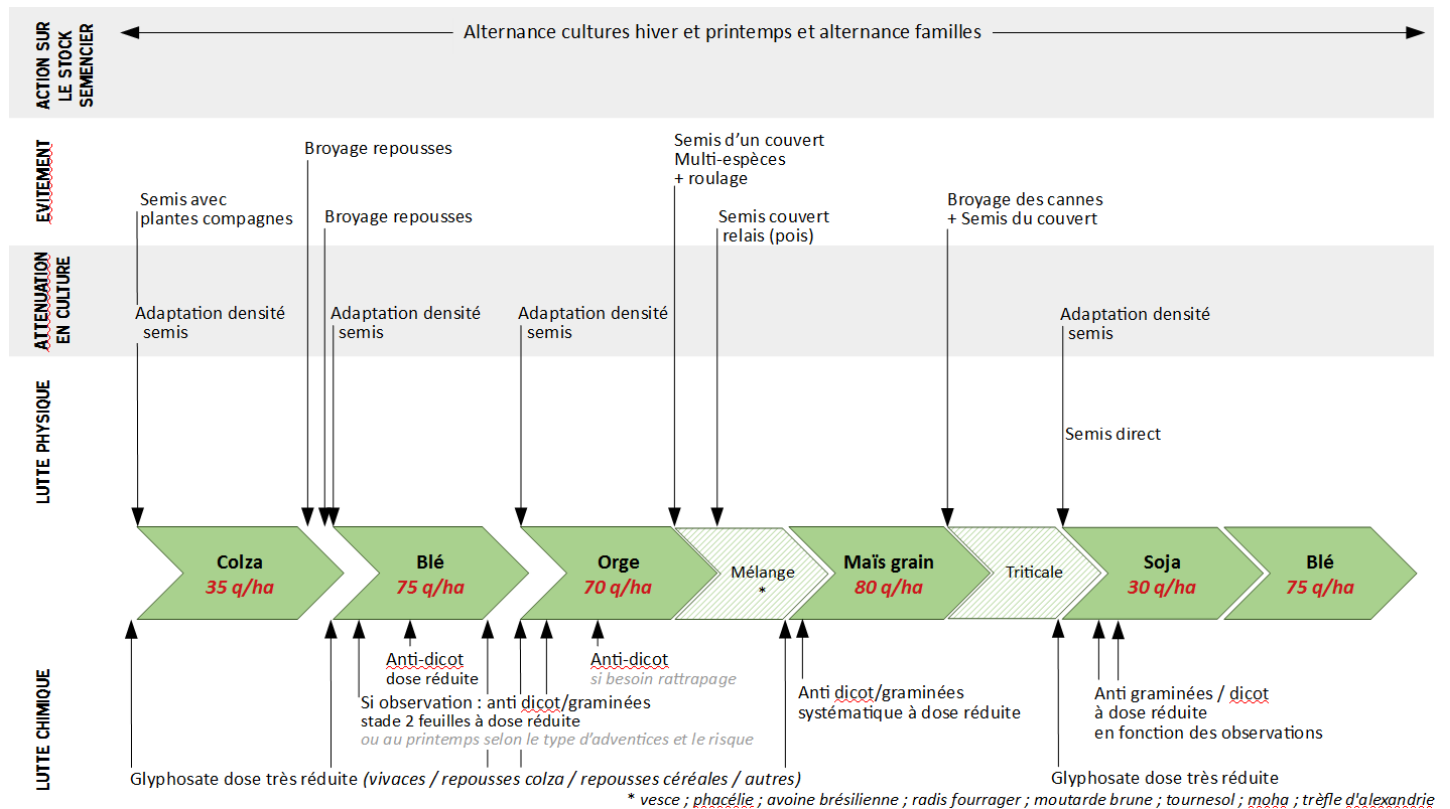 ACTION SUR
LE STOCK
SEMENCIER
Alternance cultures hiver et printemps et alternance familles
EVITEMENT
Broyage repousses
Semis d’un couvert
Multi-espèces
+ roulage
Semis avec
plantes compagnes
Broyage repousses
Semis couvert
relais (pois)
Broyage des cannes
+ Semis du couvert
ATTENUATION
EN CULTURE
Adaptation densité
semis
Adaptation densité
semis
Adaptation densité
semis
Adaptation densité
semis
LUTTE PHYSIQUE
Semis direct
Colza
35 q/ha
Blé
75 q/ha
Orge
70 q/ha
Mélange
*
Maïs grain
80 q/ha
Triticale
Soja
30 q/ha
Blé
75 q/ha
LUTTE CHIMIQUE
Anti-dicot
dose réduite
Anti-dicot
si besoin rattrapage
Si observation : anti dicot/graminées
stade 2 feuilles à dose réduite
ou au printemps selon le type d’adventices et le risque
Anti dicot/graminées
systématique à dose réduite
Anti graminées / dicot
à dose réduite
en fonction des observations
Glyphosate dose très réduite (vivaces / repousses colza / repousses céréales / autres)
Glyphosate dose très réduite
* vesce ; phacélie ; avoine brésilienne ; radis fourrager ; moutarde brune ; tournesol ; moha ; trèfle d'alexandrie